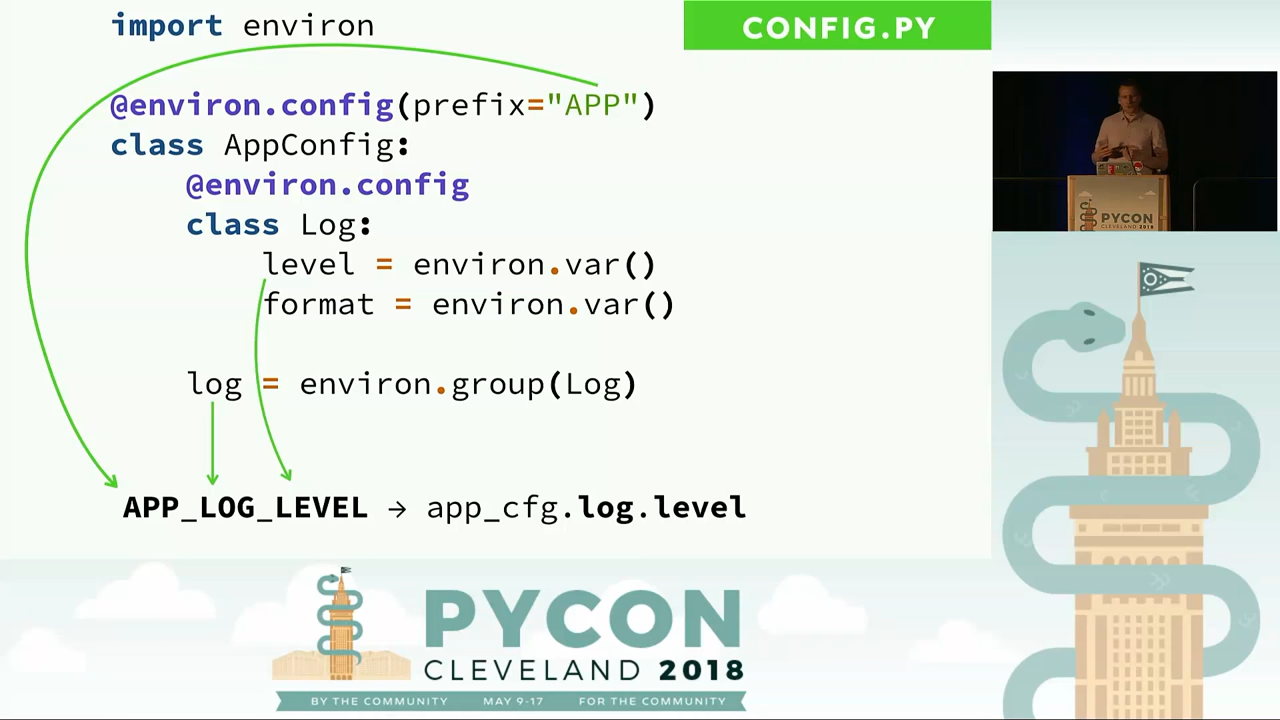 import environ
CONFIG.PY
@environ.config(prefix="APP")
class AppConfig:
@environ.config
class Log:
level = environ.var()
format = environ.var()
log = environ.group(Log)
APP_LOG_LEVEL → app_cfg.log.level
PYCON
CLEVELAND 2018
PYCON
CLEVELAND 2018
BY THE COMMUNITY MAY 9-17 FOR THE COMMUNITY